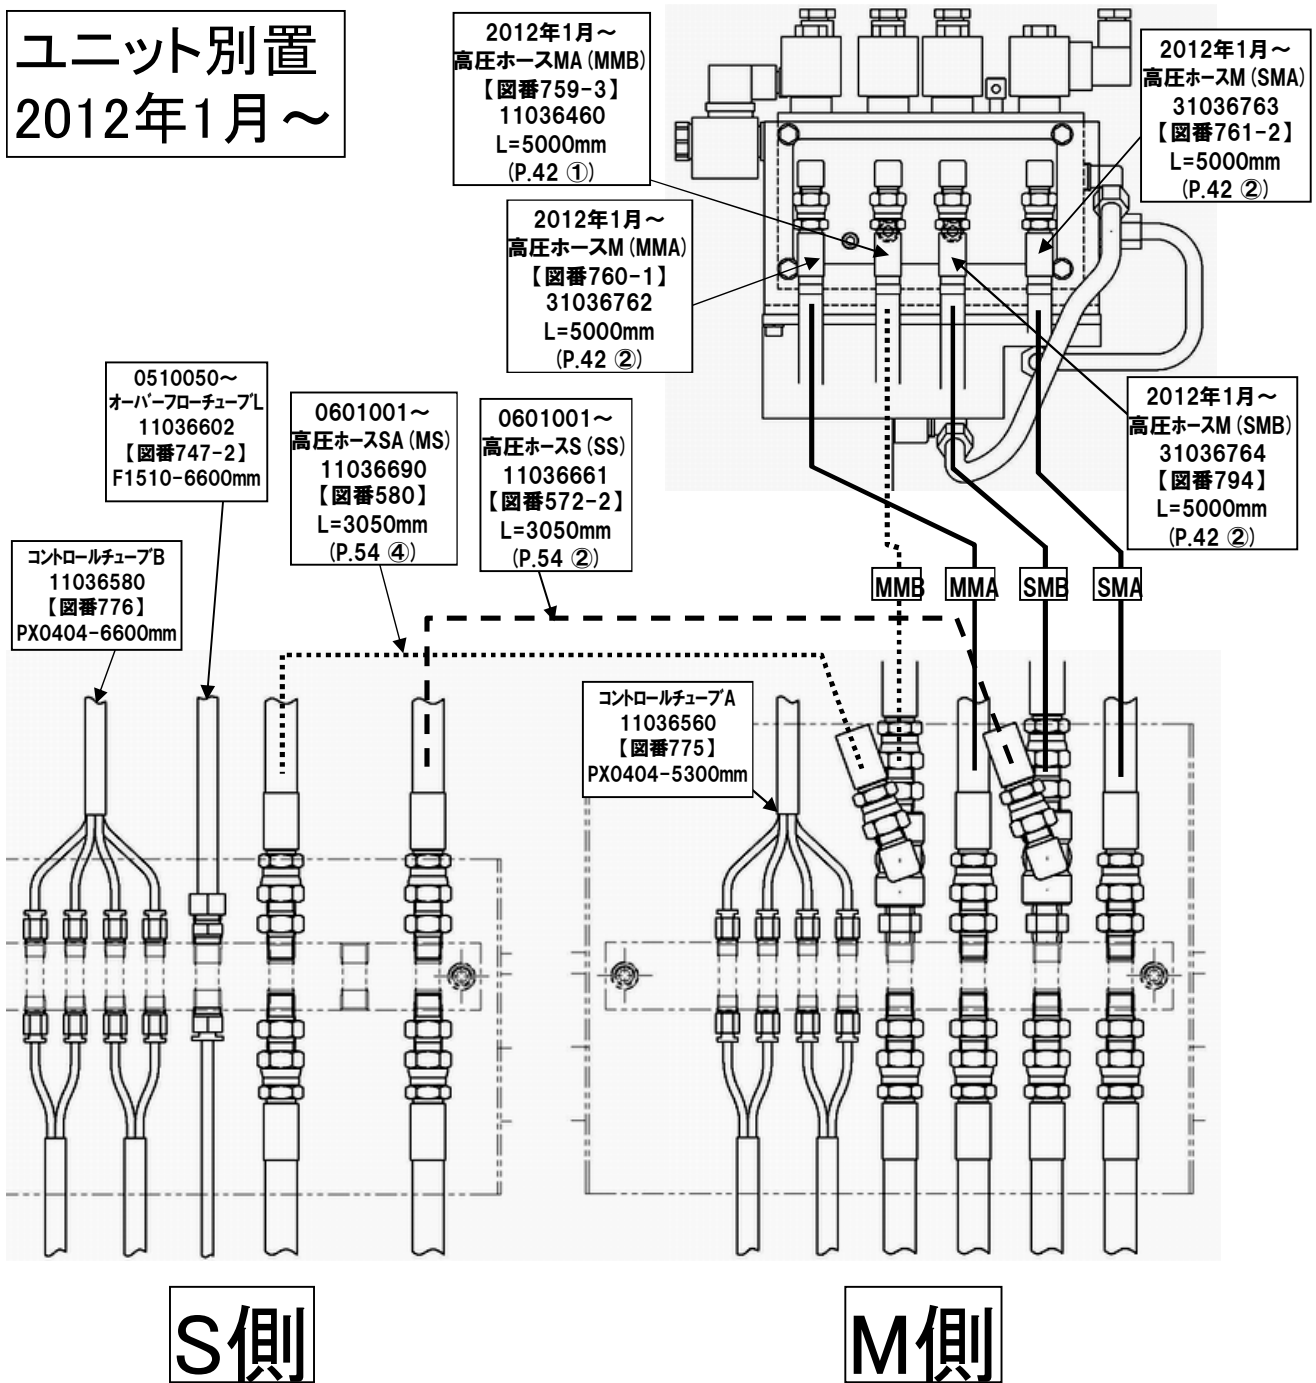 ユニット別置
2012年1月～
2012年1月～
高圧ホースMA(MMB)
【図番759-3】
11036460
L=5000mm
(P.42 ①)
2012年1月～
高圧ホースM(SMA)
31036763
【図番761-2】
L=5000mm
(P.42 ②)
2012年1月～
高圧ホースM(MMA)
【図番760-1】
31036762
L=5000mm
(P.42 ②)
0510050～
オーバーフローチューブL
11036602
【図番747-2】
F1510-6600mm
0601001～
高圧ホースSA(MS)
11036690
【図番580】
L=3050mm
(P.54 ④)
0601001～
高圧ホースS(SS)
11036661
【図番572-2】
L=3050mm
(P.54 ②)
2012年1月～
高圧ホースM(SMB)
31036764
【図番794】
L=5000mm
(P.42 ②)
コントロールチューブB
11036580
【図番776】
PX0404-6600mm
MMB
MMA
SMB
SMA
コントロールチューブA
11036560
【図番775】
PX0404-5300mm
S側
M側